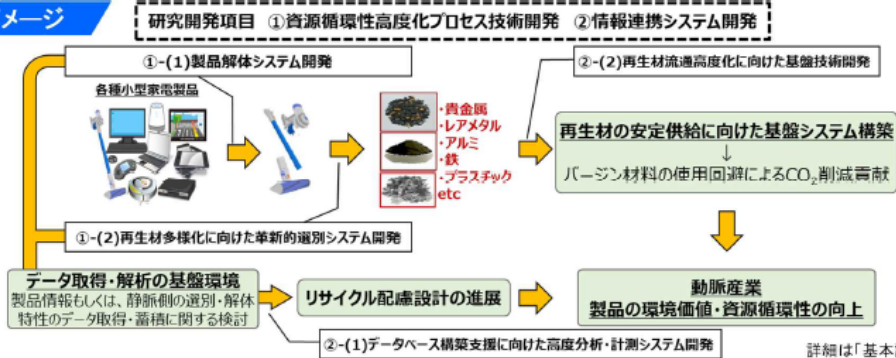 メージ
研究開発項目 ①資源循環性高度化プロセス技術開発 ②情報連携システム開発
①-(1)製品解体システム開発
②-(2)再生材流通高度化に向けた基盤技術開発
各種小型家電製品
・貴金属
・レアメタル
・アルミ
・鉄
・プラスチック
etc
再生材の安定供給に向けた基盤システム構築
↓
バージン材料の使用回避によるCO₂削減貢献
①-(2)再生材多様化に向けた革新的選別システム開発
データ取得・解析の基盤環境
製品情報もしくは、静脈側の選別・解体
特性のデータ取得・蓄積に関する検討
リサイクル配慮設計の進展
動脈産業
製品の環境価値・資源循環性の向上
②-(1)データベース構築支援に向けた高度分析・計測システム開発
詳細は「基本